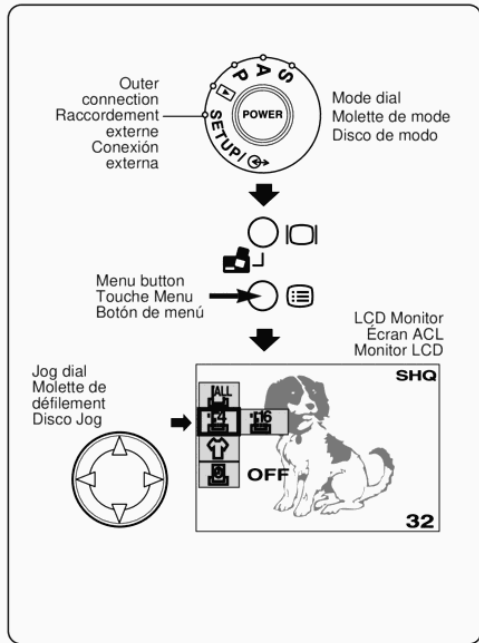 S
A
P
SETUP/
POWER
Outer
connection
Raccordement
externe
Conexión
externa
Mode dial
Molette de mode
Disco de modo
Menu button
Touche Menu
Botón de menú
LCD Monitor
Écran ACL
Monitor LCD
Jog dial
Molette de
défilement
Disco Jog
SHQ
ALL
4
16
OFF
32